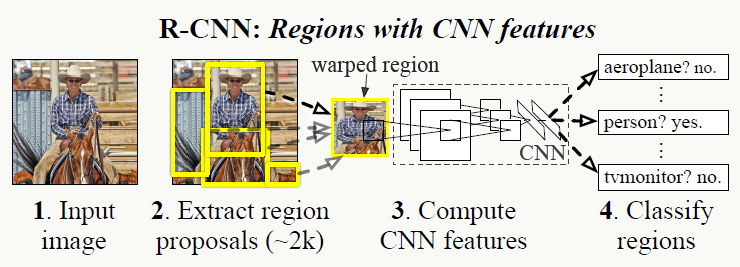 R-CNN: Regions with CNN features
warped region
aeroplane? no.
⋮
person? yes.
⋮
CNN
tvmonitor? no.
1. Input
image
2. Extract region
proposals (~2k)
3. Compute
CNN features
4. Classify
regions